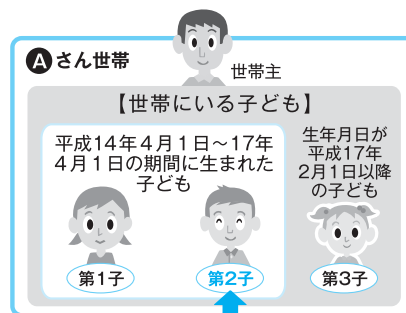 Aさん世帯
世帯主
【世帯にいる子ども】
平成14年4月1日～17年
4月1日の期間に生まれた
子ども
第1子
第2子
生年月日が
平成17年
2月1日以降
の子ども
第3子